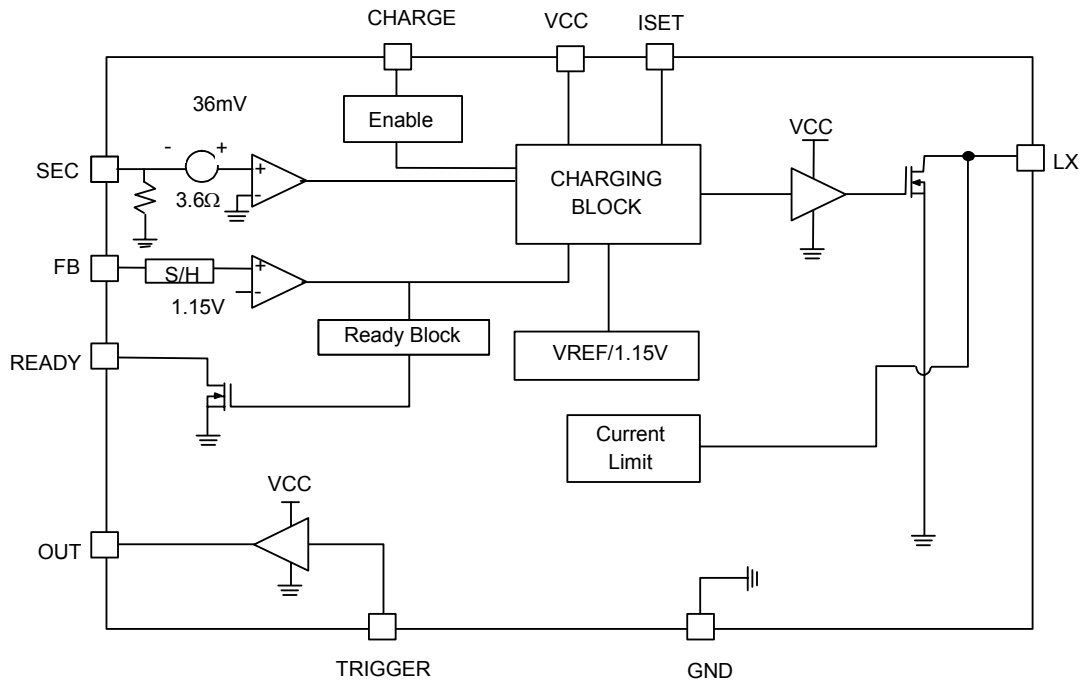 CHARGE
VCC
ISET
36mV
Enable
- +
VCC
SEC
+
-
3.6Ω
CHARGING
BLOCK
LX
FB
S/H
+
-
1.15V
Ready Block
VREF/1.15V
READY
Current
Limit
VCC
OUT
TRIGGER
GND